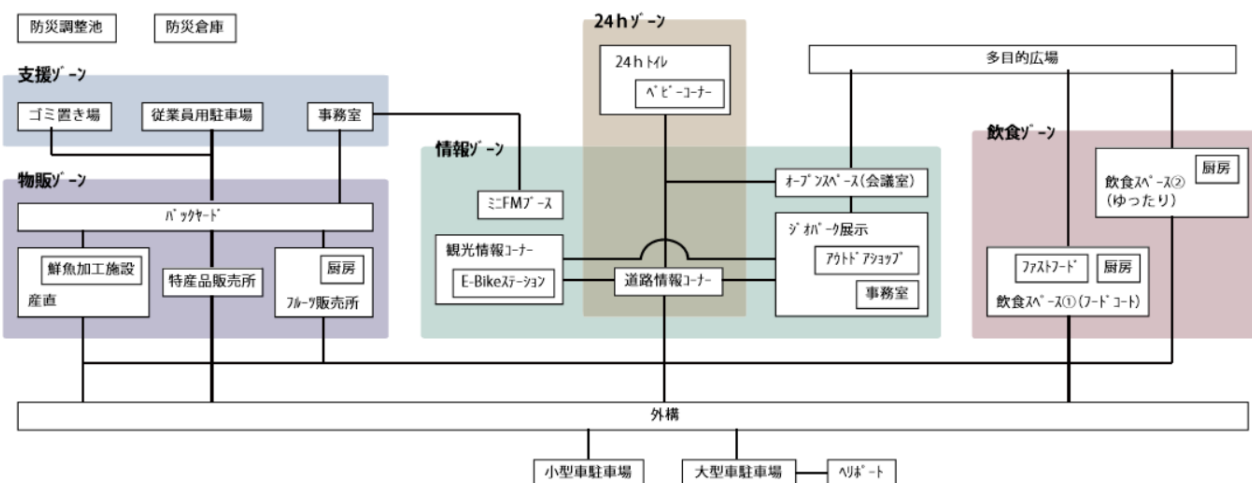 防災調整池
防災倉庫
24hゾーン
24hﾄｲﾚ
ﾍﾞﾋﾞｰｺｰﾅｰ
多目的広場
支援ゾーン
ゴミ置き場
従業員用駐車場
事務室
情報ゾーン
飲食ゾーン
厨房
飲食ｽﾍﾟｰｽ②
(ゆったり)
ｵｰﾌﾟﾝｽﾍﾟｰｽ(会議室)
物販ゾーン
ﾊﾞｯｸﾔｰﾄﾞ
ﾐﾆFMﾌﾞｰｽ
観光情報ｺｰﾅｰ
E-Bikeｽﾃｰｼｮﾝ
道路情報ｺｰﾅｰ
ｼﾞｵﾊﾟｰｸ展示
ｱｳﾄﾄﾞｱｼｮｯﾌﾟ
事務室
鮮魚加工施設
産直
特産品販売所
厨房
ﾌﾙｰﾂ販売所
ﾌｧｽﾄﾌｰﾄﾞ
厨房
飲食ｽﾍﾟｰｽ①(ﾌｰﾄﾞｺｰﾄ)
外構
小型車駐車場
大型車駐車場
ﾍﾘﾎﾟｰﾄ